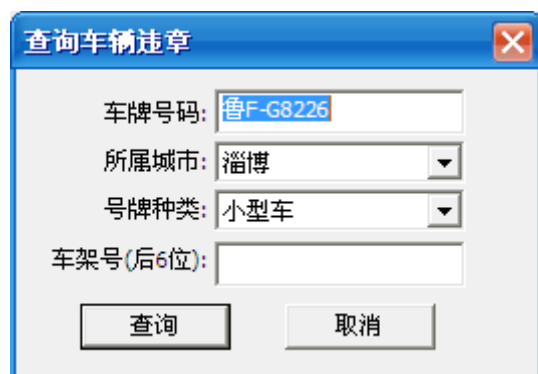 查询车辆违章
车牌号码: 鲁F-G8226
所属城市: 淄博
号牌种类: 小型车
车架号(后6位):
查询 取消